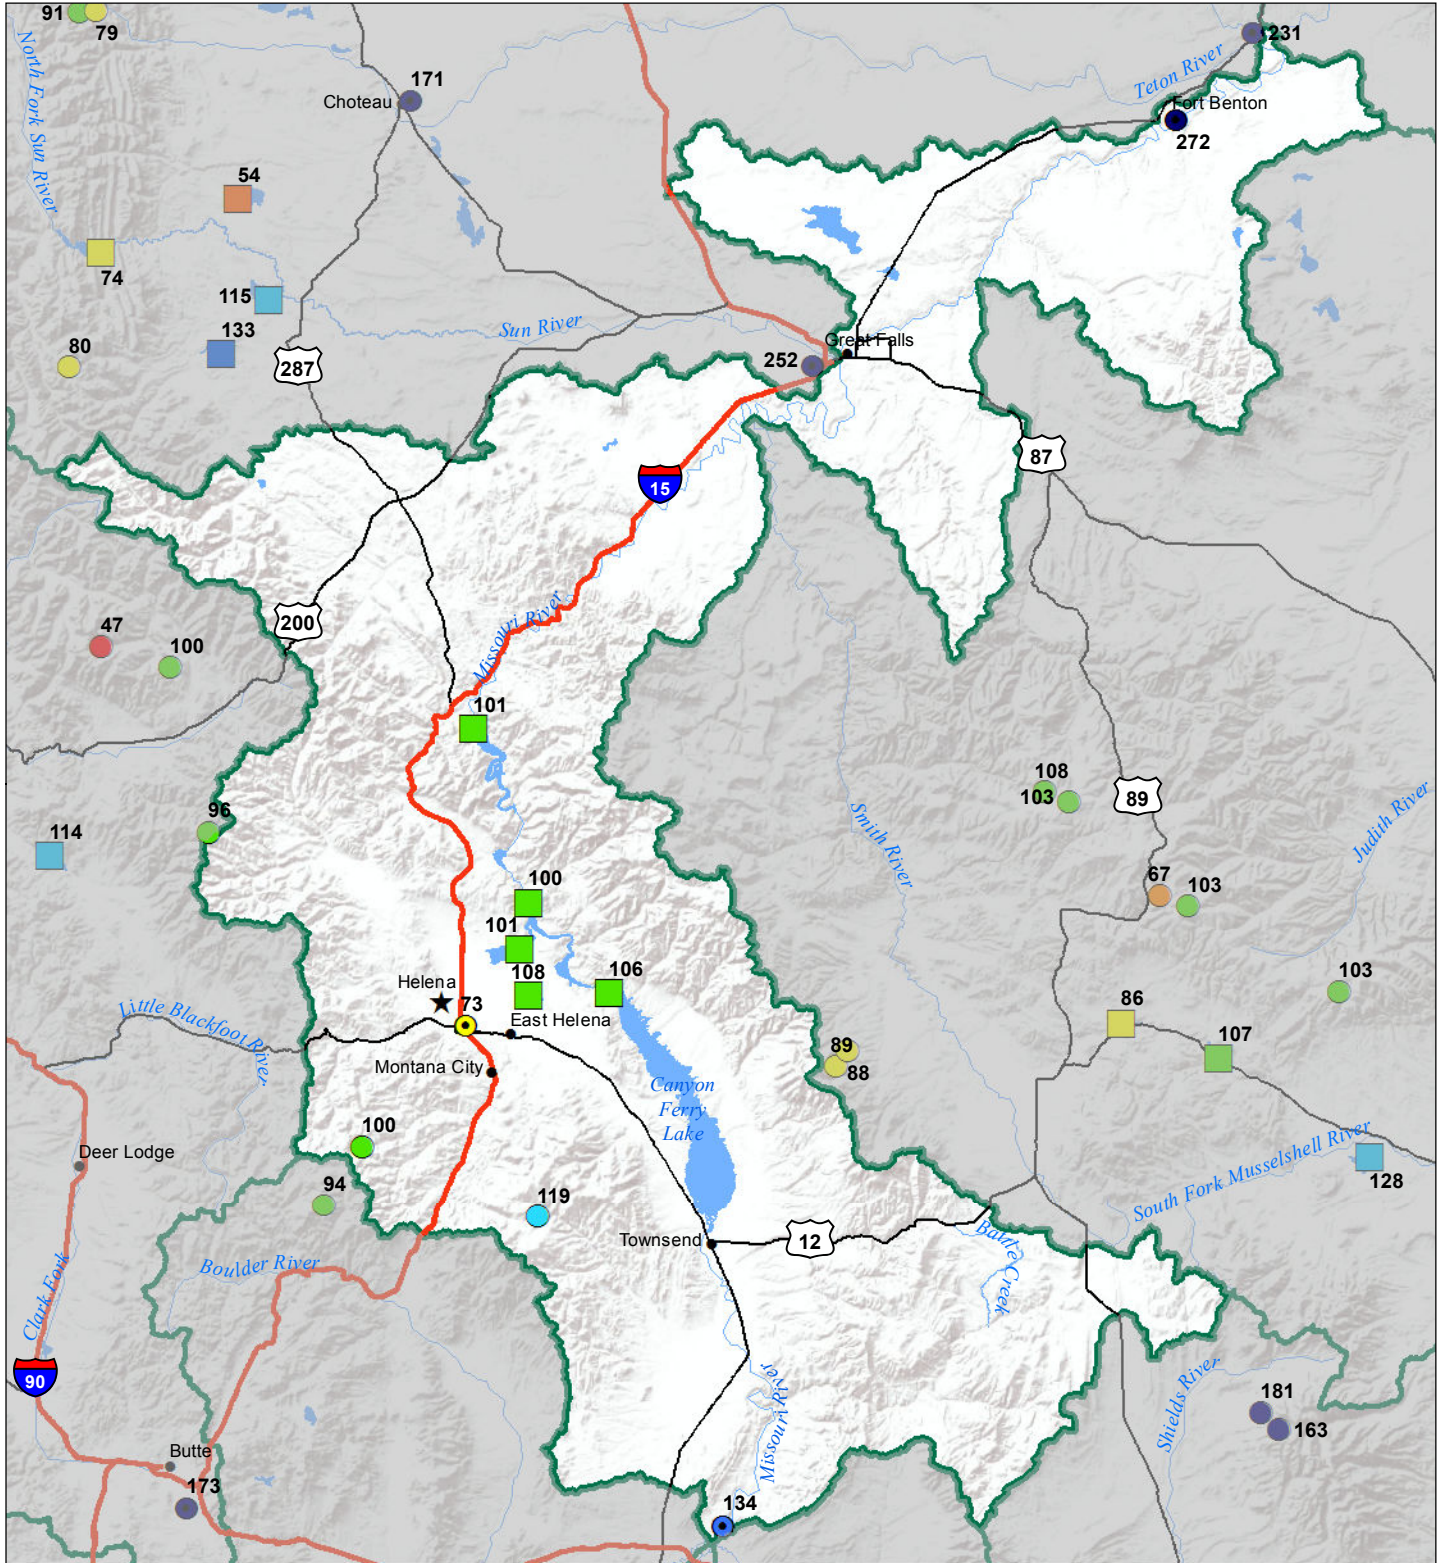 91
79
231
North Fork Sun River
171
Choteau
Teton River
Fort Benton
272
54
74
115
133
Sun River
80
287
252
Great Falls
87
15
200
47
100
Missouri River
101
108
103
89
96
114
Smith River
Judith River
67
103
100
101
108
106
103
Helena
73
East Helena
86
Little Blackfoot River
107
89
88
Montana City
Canyon
Ferry
Lake
100
Deer Lodge
South Fork Musselshell River
128
94
119
Townsend
12
Battle Creek
Boulder River
Clark Fork
90
Missouri River
Shields River
181
163
Butte
173
134